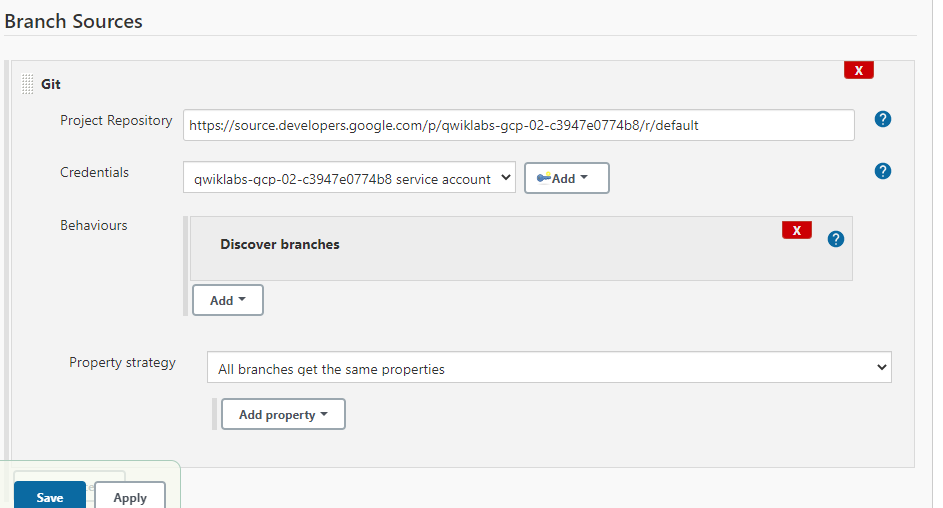 Branch Sources
X
Git
Project Repository https://source.developers.google.com/p/qwiklabs-gcp-02-c3947e0774b8/r/default ?
Credentials qwiklabs-gcp-02-c3947e0774b8 service account Add ?
Behaviours
Discover branches X ?
Add
Property strategy All branches get the same properties
Add property
Save Apply